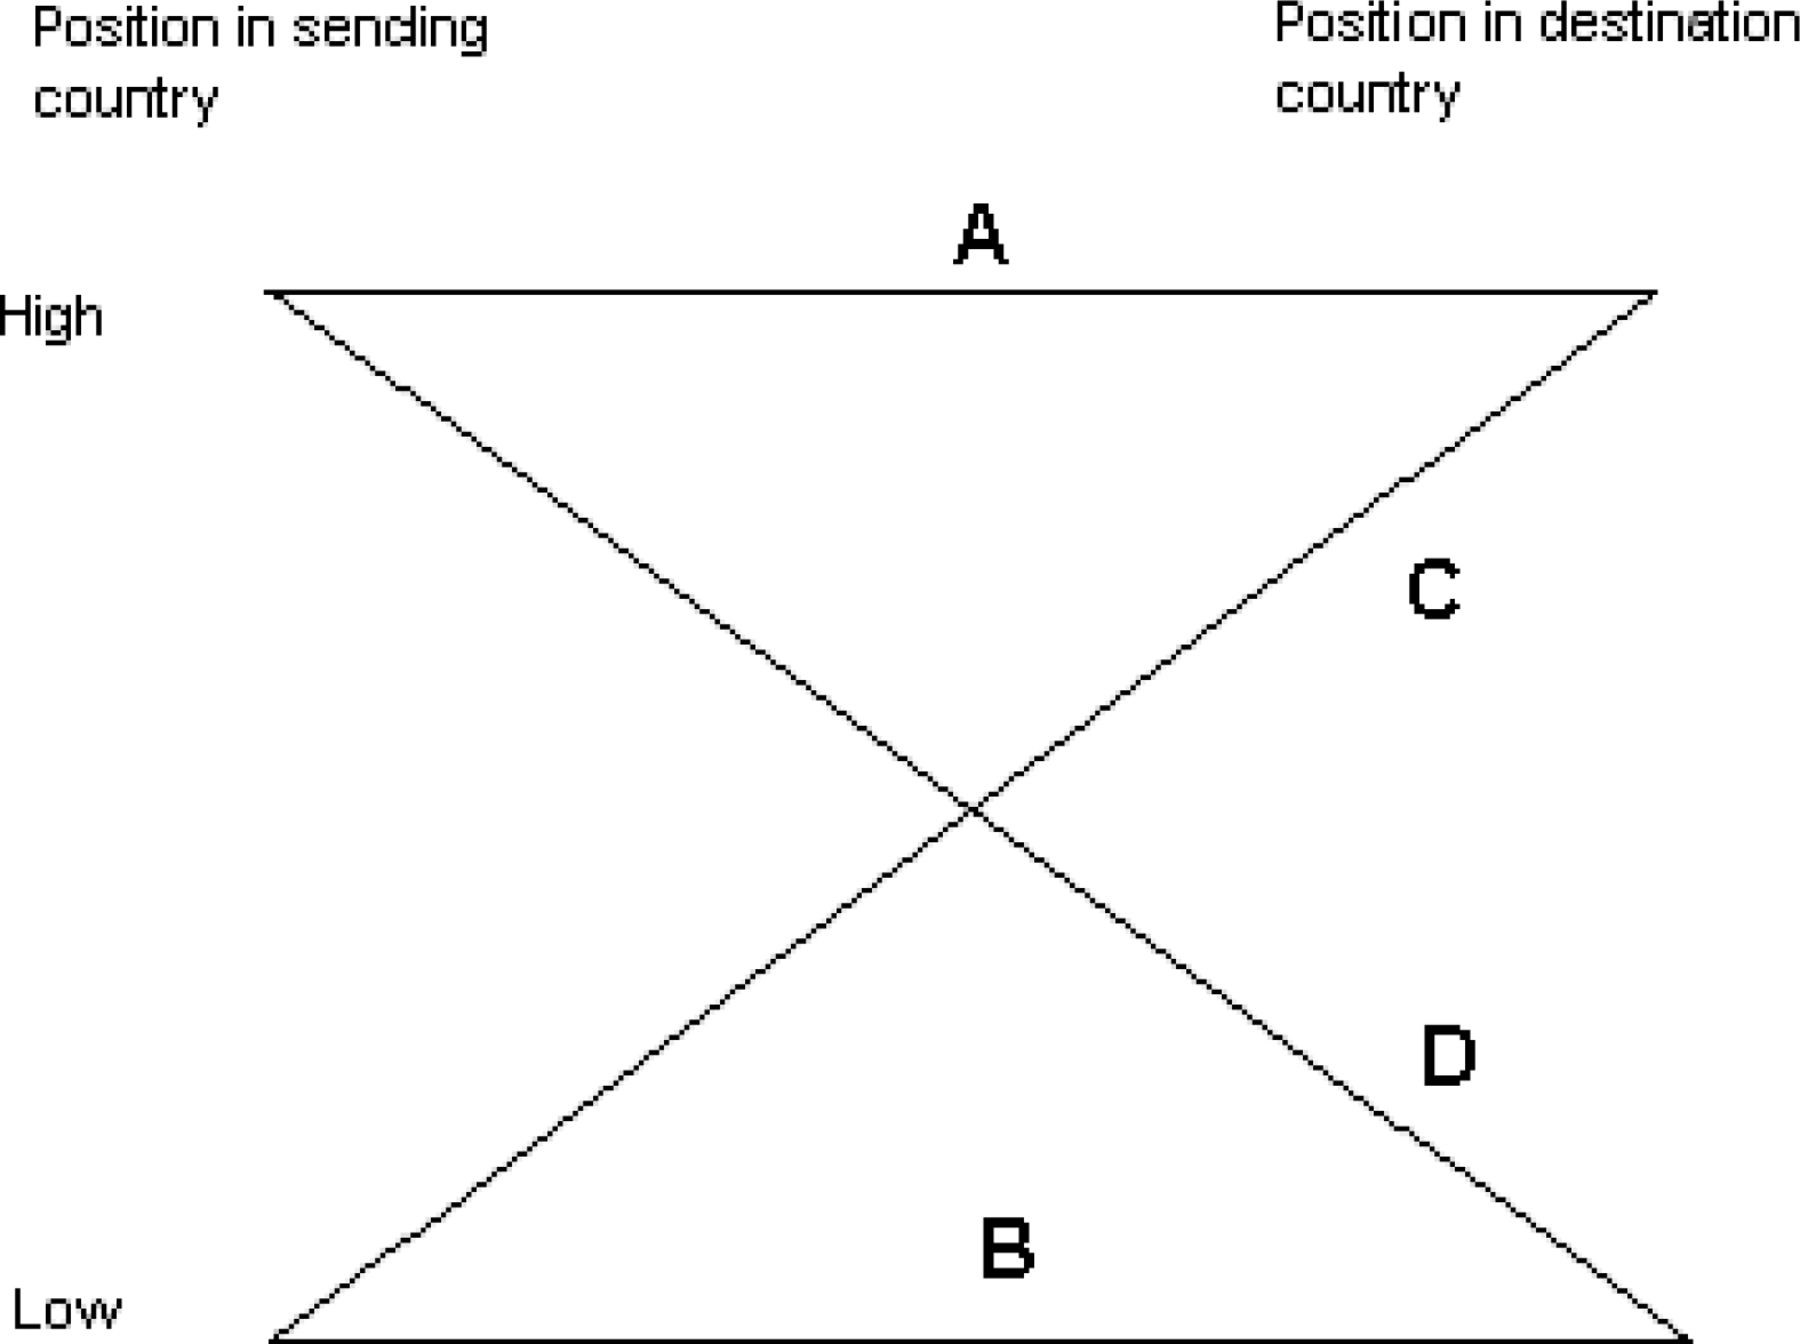 Position in sending
country
Position in destination
country
A
High
C
D
B
Low